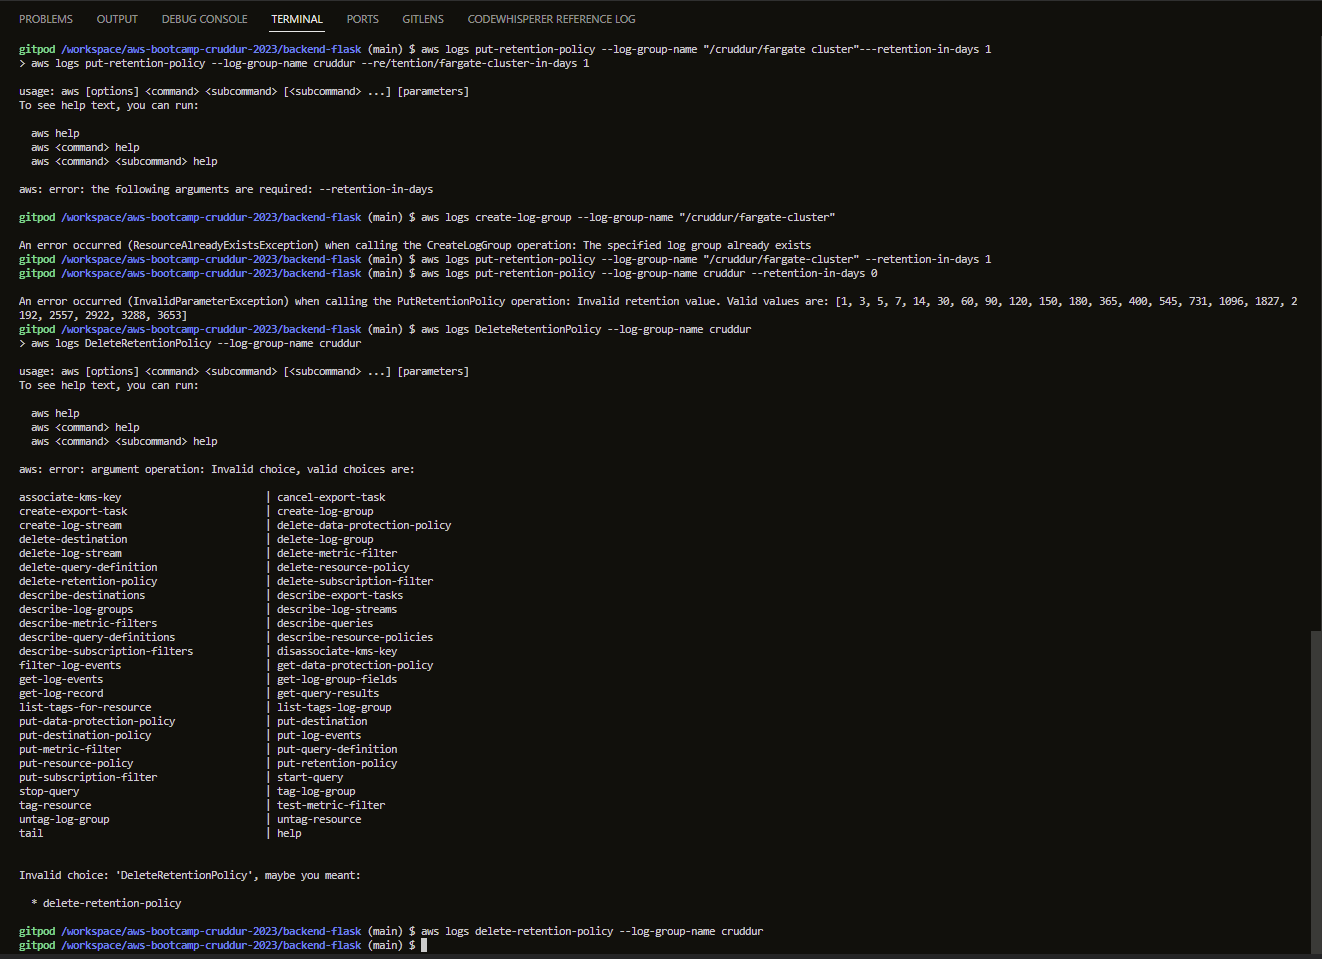 PROBLEMS OUTPUT DEBUG CONSOLE TERMINAL PORTS GITLENS CODEWHISPERER REFERENCE LOG
gitpod /workspace/aws-bootcamp-cruddur-2023/backend-flask (main) $ aws logs put-retention-policy --log-group-name "/cruddur/fargate cluster"---retention-in-days 1
> aws logs put-retention-policy --log-group-name cruddur --re/tention/fargate-cluster-in-days 1
usage: aws [options] <command> <subcommand> [<subcommand> ...] [parameters]
To see help text, you can run:
aws help
aws <command> help
aws <command> <subcommand> help
aws: error: the following arguments are required: --retention-in-days
gitpod /workspace/aws-bootcamp-cruddur-2023/backend-flask (main) $ aws logs create-log-group --log-group-name "/cruddur/fargate-cluster"
An error occurred (ResourceAlreadyExistsException) when calling the CreateLogGroup operation: The specified log group already exists
gitpod /workspace/aws-bootcamp-cruddur-2023/backend-flask (main) $ aws logs put-retention-policy --log-group-name "/cruddur/fargate-cluster" --retention-in-days 1
gitpod /workspace/aws-bootcamp-cruddur-2023/backend-flask (main) $ aws logs put-retention-policy --log-group-name cruddur --retention-in-days 0
An error occurred (InvalidParameterException) when calling the PutRetentionPolicy operation: Invalid retention value. Valid values are: [1, 3, 5, 7, 14, 30, 60, 90, 120, 150, 180, 365, 400, 545, 731, 1096, 1827, 2
192, 2557, 2922, 3288, 3653]
gitpod /workspace/aws-bootcamp-cruddur-2023/backend-flask (main) $ aws logs DeleteRetentionPolicy --log-group-name cruddur
> aws logs DeleteRetentionPolicy --log-group-name cruddur
usage: aws [options] <command> <subcommand> [<subcommand> ...] [parameters]
To see help text, you can run:
aws help
aws <command> help
aws <command> <subcommand> help
aws: error: argument operation: Invalid choice, valid choices are:
associate-kms-key | cancel-export-task
create-export-task | create-log-group
create-log-stream | delete-data-protection-policy
delete-destination | delete-log-group
delete-log-stream | delete-metric-filter
delete-query-definition | delete-resource-policy
delete-retention-policy | delete-subscription-filter
describe-destinations | describe-export-tasks
describe-log-groups | describe-log-streams
describe-metric-filters | describe-queries
describe-query-definitions | describe-resource-policies
describe-subscription-filters | disassociate-kms-key
filter-log-events | get-data-protection-policy
get-log-events | get-log-group-fields
get-log-record | get-query-results
list-tags-for-resource | list-tags-log-group
put-data-protection-policy | put-destination
put-destination-policy | put-log-events
put-metric-filter | put-query-definition
put-resource-policy | put-retention-policy
put-subscription-filter | start-query
stop-query | tag-log-group
tag-resource | test-metric-filter
untag-log-group | untag-resource
tail | help
Invalid choice: 'DeleteRetentionPolicy', maybe you meant:
* delete-retention-policy
gitpod /workspace/aws-bootcamp-cruddur-2023/backend-flask (main) $ aws logs delete-retention-policy --log-group-name cruddur
gitpod /workspace/aws-bootcamp-cruddur-2023/backend-flask (main) $